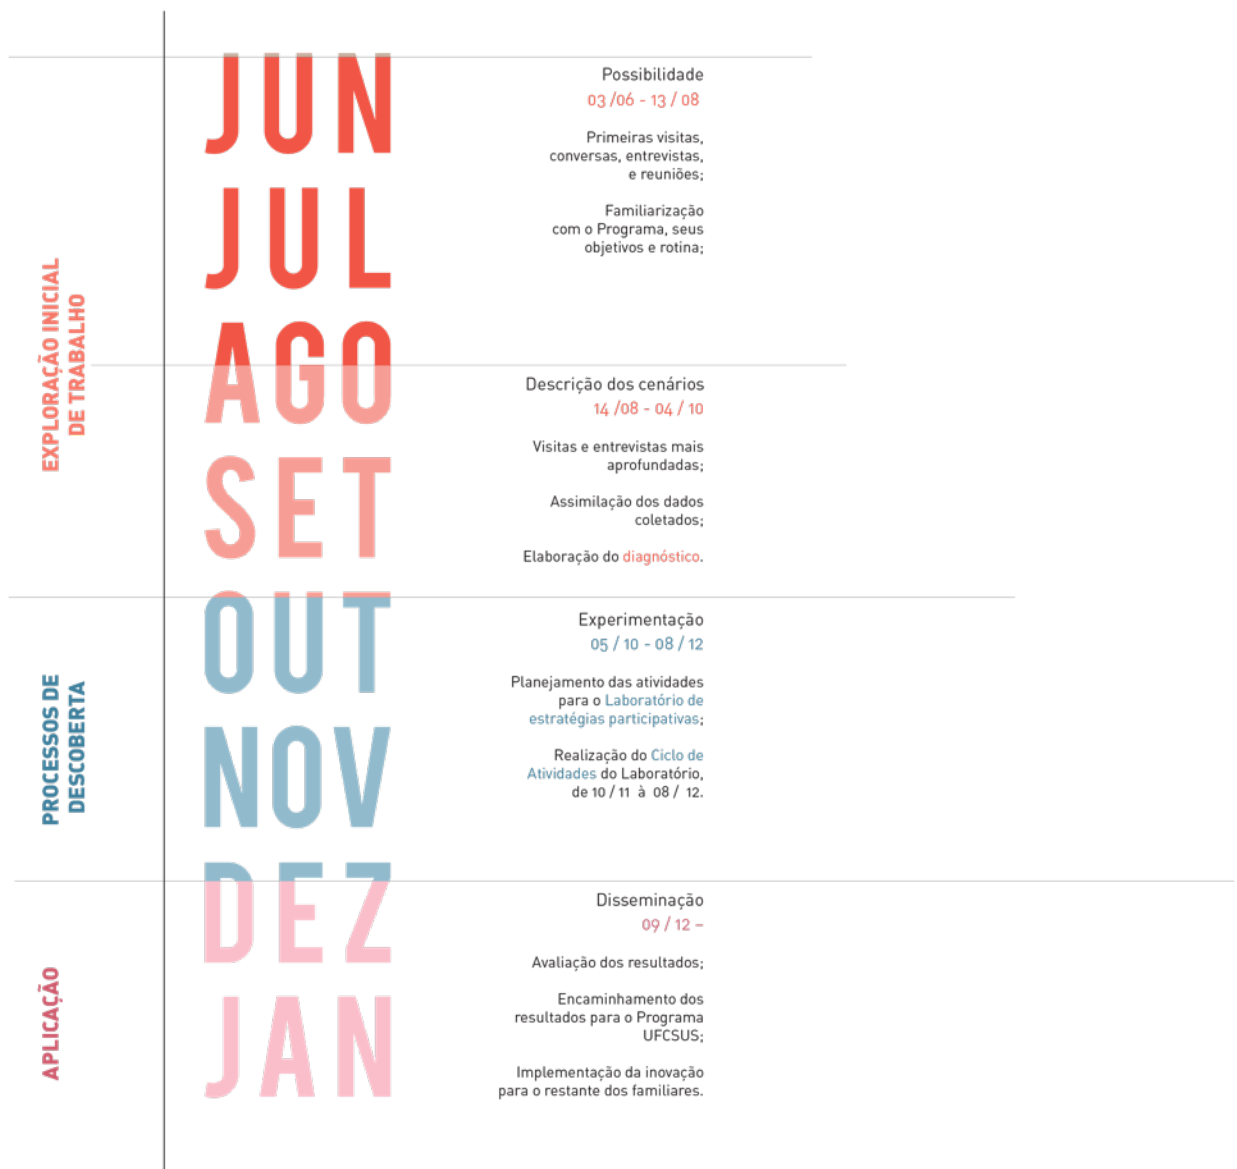 EXPLORAÇÃO INICIAL
DE TRABALHO
JUN
JUL
AGO
SET
Possibilidade
03 /06 - 13 / 08
Primeiras visitas,
conversas, entrevistas,
e reuniões;
Familiarização
com o Programa, seus
objetivos e rotina;
Descrição dos cenários
14 /08 - 04 / 10
Visitas e entrevistas mais
aprofundadas;
Assimilação dos dados
coletados;
Elaboração do diagnóstico.
PROCESSOS DE
DESCOBERTA
OUT
NOV
Experimentação
05 / 10 - 08 / 12
Planejamento das atividades
para o Laboratório de
estratégias participativas;
Realização do Ciclo de
Atividades do Laboratório,
de 10 / 11 à 08 / 12.
APLICAÇÃO
DEZ
JAN
Disseminação
09 / 12 –
Avaliação dos resultados;
Encaminhamento dos
resultados para o Programa
UFCSUS;
Implementação da inovação
para o restante dos familiares.